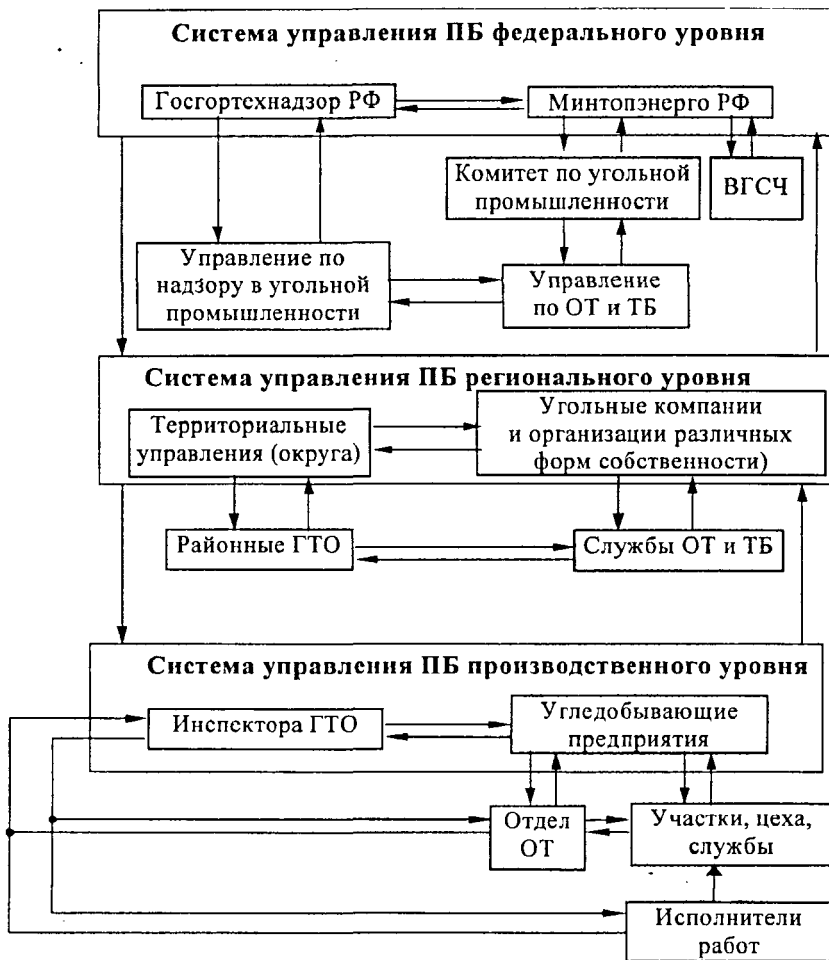 Система управления ПБ федерального уровня
Госгортехнадзор РФ
Минтопэнерго РФ
Комитет по угольной
промышленности
ВГСЧ
Управление по
надзору в угольной
промышленности
Управление
по ОТ и ТБ
Система управления ПБ регионального уровня
Территориальные
управления (округа)
Угольные компании
и организации различных
форм собственности)
Районные ГТО
Службы ОТ и ТБ
Система управления ПБ производственного уровня
Инспектора ГТО
Угледобывающие
предприятия
Отдел
ОТ
Участки, цеха,
службы
Исполнители
работ